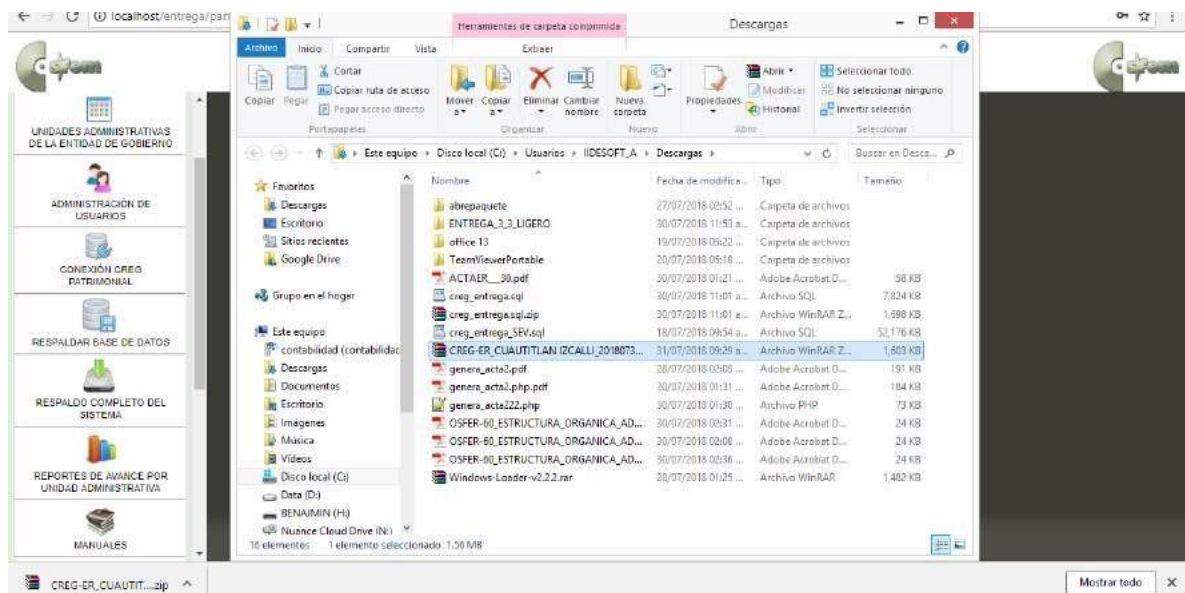 localhost/entrega/pan
Herramientas de carpeta comprimida
Descargas
Archivo Inicio Compartir Vista Extraer
Copiar Pegar
Cortar
Copiar ruta de acceso
Pegar acceso directo
Mover a Copiar a Eliminar Cambiar nombre
Nueva carpeta
Propiedades
Abrir
Modificar
Historial
Seleccionar todo
No seleccionar ninguno
Invertir selección
Portapapeles Organizar Nuevo Abrir Seleccionar
Este equipo Disco local (C:) Usuarios IIDESOFT_A Descargas
Buscar en Desca...
osfem
osfem
UNIDADES ADMINISTRATIVAS
DE LA ENTIDAD DE GOBIERNO
ADMINISTRACIÓN DE
USUARIOS
CONEXIÓN CREG
PATRIMONIAL
RESPALDAR BASE DE DATOS
RESPALDO COMPLETO DEL
SISTEMA
REPORTES DE AVANCE POR
UNIDAD ADMINISTRATIVA
MANUALES
Favoritos
Descargas
Escritorio
Sitios recientes
Google Drive
Grupo en el hogar
Este equipo
contabilidad (contabilidad
Descargas
Documentos
Escritorio
Imágenes
Música
Vídeos
Disco local (C:)
Data (D:)
BENAJMIN (H:)
Nuance Cloud Drive (N:)
Nombre Fecha de modifica... Tipo Tamaño
abrepaquete 27/07/2018 02:52 ... Carpeta de archivos
ENTREGA_3_3_LIGERO 30/07/2018 11:53 a... Carpeta de archivos
office 13 19/07/2018 05:22 ... Carpeta de archivos
TeamViewerPortable 20/07/2018 05:18 ... Carpeta de archivos
ACTAER__30.pdf 30/07/2018 01:21 ... Adobe Acrobat D... 58 KB
creg_entrega.sql 30/07/2018 11:01 a... Archivo SQL 7,824 KB
creg_entrega.sql.zip 30/07/2018 11:01 a... Archivo WinRAR Z... 1,698 KB
creg_entrega_SEV.sql 18/07/2018 09:54 a... Archivo SQL 52,176 KB
CREG-ER_CUAUTITLAN IZCALLI_2018073... 31/07/2018 09:29 a... Archivo WinRAR Z... 1,603 KB
genera_acta2.pdf 28/07/2018 02:05 ... Adobe Acrobat D... 191 KB
genera_acta2.php.pdf 30/07/2018 01:31 ... Adobe Acrobat D... 184 KB
genera_acta222.php 30/07/2018 01:30 ... Archivo PHP 73 KB
OSFER-60_ESTRUCTURA_ORGANICA_AD... 30/07/2018 02:31 ... Adobe Acrobat D... 24 KB
OSFER-60_ESTRUCTURA_ORGANICA_AD... 30/07/2018 02:08 ... Adobe Acrobat D... 24 KB
OSFER-60_ESTRUCTURA_ORGANICA_AD... 30/07/2018 02:36 ... Adobe Acrobat D... 24 KB
Windows-Loader-v2.2.2.rar 28/07/2018 01:25 ... Archivo WinRAR 1,482 KB
16 elementos 1 elemento seleccionado 1.56 MB
CREG-ER_CUAUTIT....zip
Mostrar todo